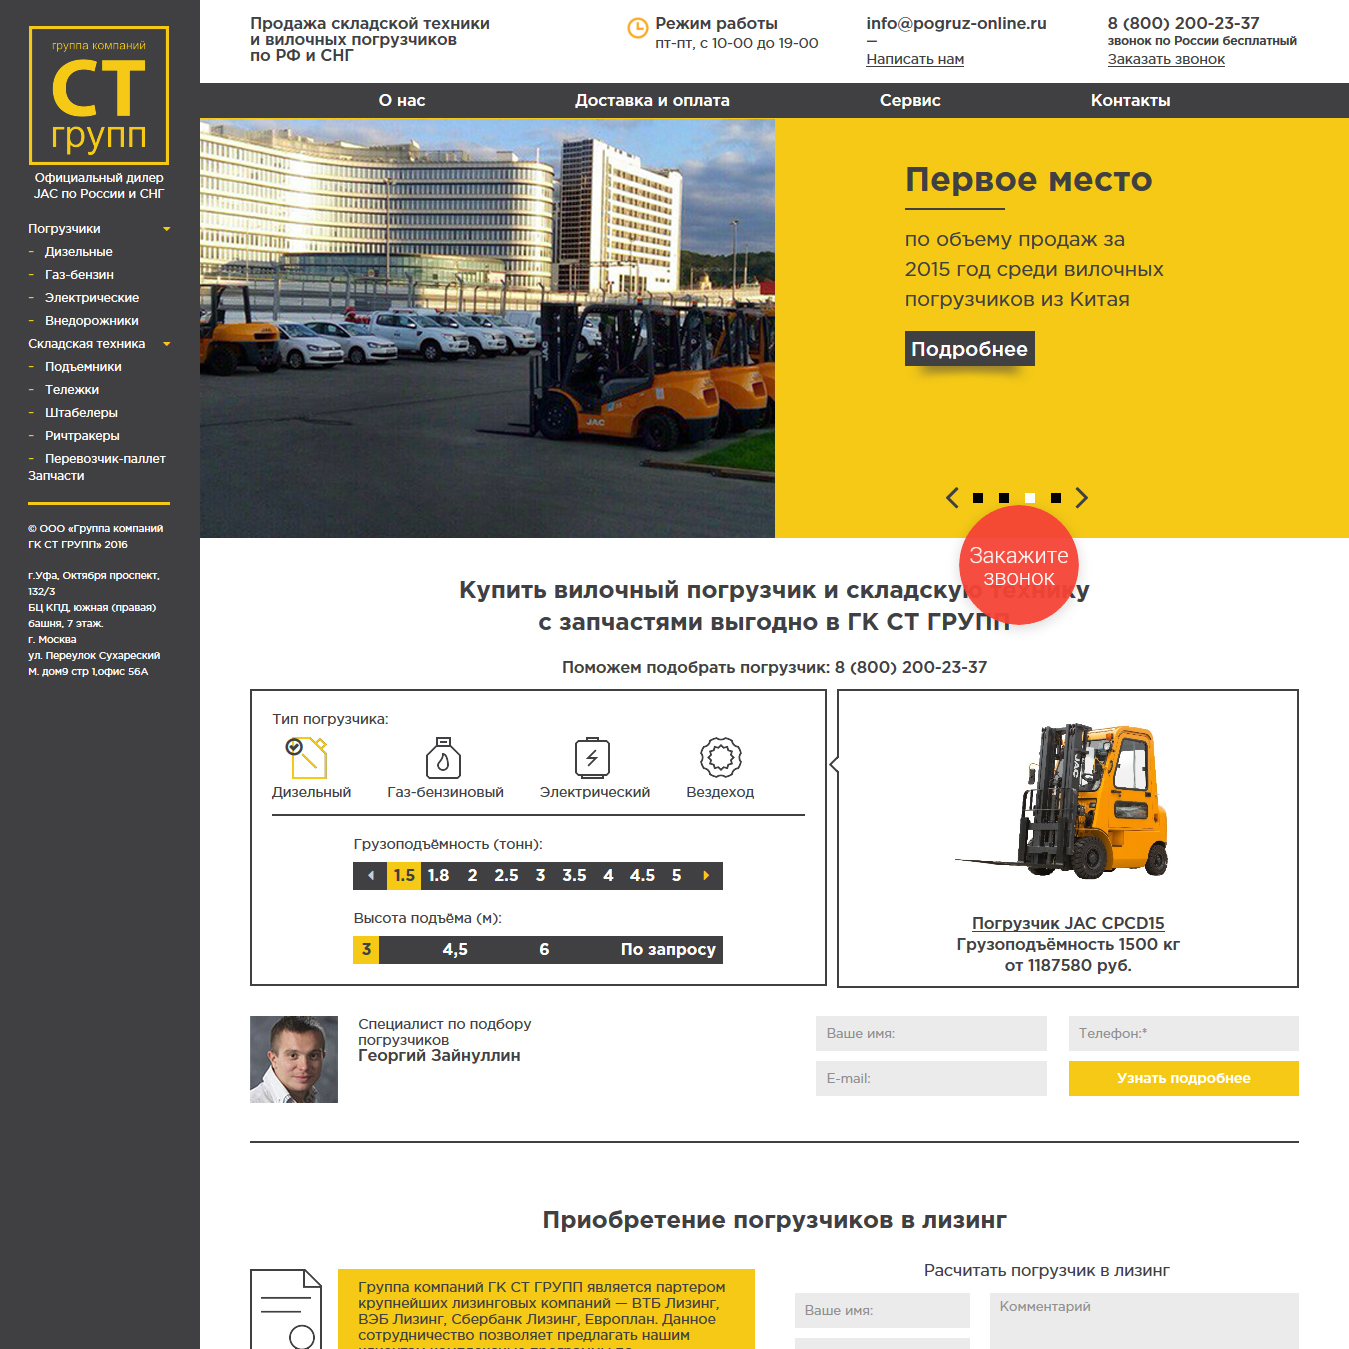 группа компаний
СТ
групп
Официальный дилер
JAC по России и СНГ
Погрузчики
- Дизельные
- Газ-бензин
- Электрические
- Внедорожники
Складская техника
- Подъемники
- Тележки
- Штабелеры
- Ричтракеры
- Перевозчик-паллет
Запчасти
© ООО «Группа компаний
ГК СТ ГРУПП» 2016
г.Уфа, Октября проспект,
132/3
БЦ КПД, южная (правая)
башня, 7 этаж.
г. Москва
ул. Переулок Сухареский
М. дом9 стр 1,офис 56А
Продажа складской техники
и вилочных погрузчиков
по РФ и СНГ
Режим работы
пт-пт, с 10-00 до 19-00
info@pogruz-online.ru
—
Написать нам
8 (800) 200-23-37
звонок по России бесплатный
Заказать звонок
О нас
Доставка и оплата
Сервис
Контакты
JAC
Первое место
по объему продаж за
2015 год среди вилочных
погрузчиков из Китая
Подробнее
Закажите
звонок
Купить вилочный погрузчик и складскую технику
с запчастями выгодно в ГК СТ ГРУПП
Поможем подобрать погрузчик: 8 (800) 200-23-37
Тип погрузчика:
Дизельный
Газ-бензиновый
Электрический
Вездеход
Грузоподъёмность (тонн):
1.5 1.8 2 2.5 3 3.5 4 4.5 5
Высота подъёма (м):
3 4,5 6 По запросу
JAC
Погрузчик JAC CPCD15
Грузоподъёмность 1500 кг
от 1187580 руб.
Специалист по подбору
погрузчиков
Георгий Зайнуллин
Ваше имя:
Телефон:*
E-mail:
Узнать подробнее
Приобретение погрузчиков в лизинг
Группа компаний ГК СТ ГРУПП является партером
крупнейших лизинговых компаний — ВТБ Лизинг,
ВЭБ Лизинг, Сбербанк Лизинг, Европлан. Данное
сотрудничество позволяет предлагать нашим
Расчитать погрузчик в лизинг
Ваше имя:
Комментарий